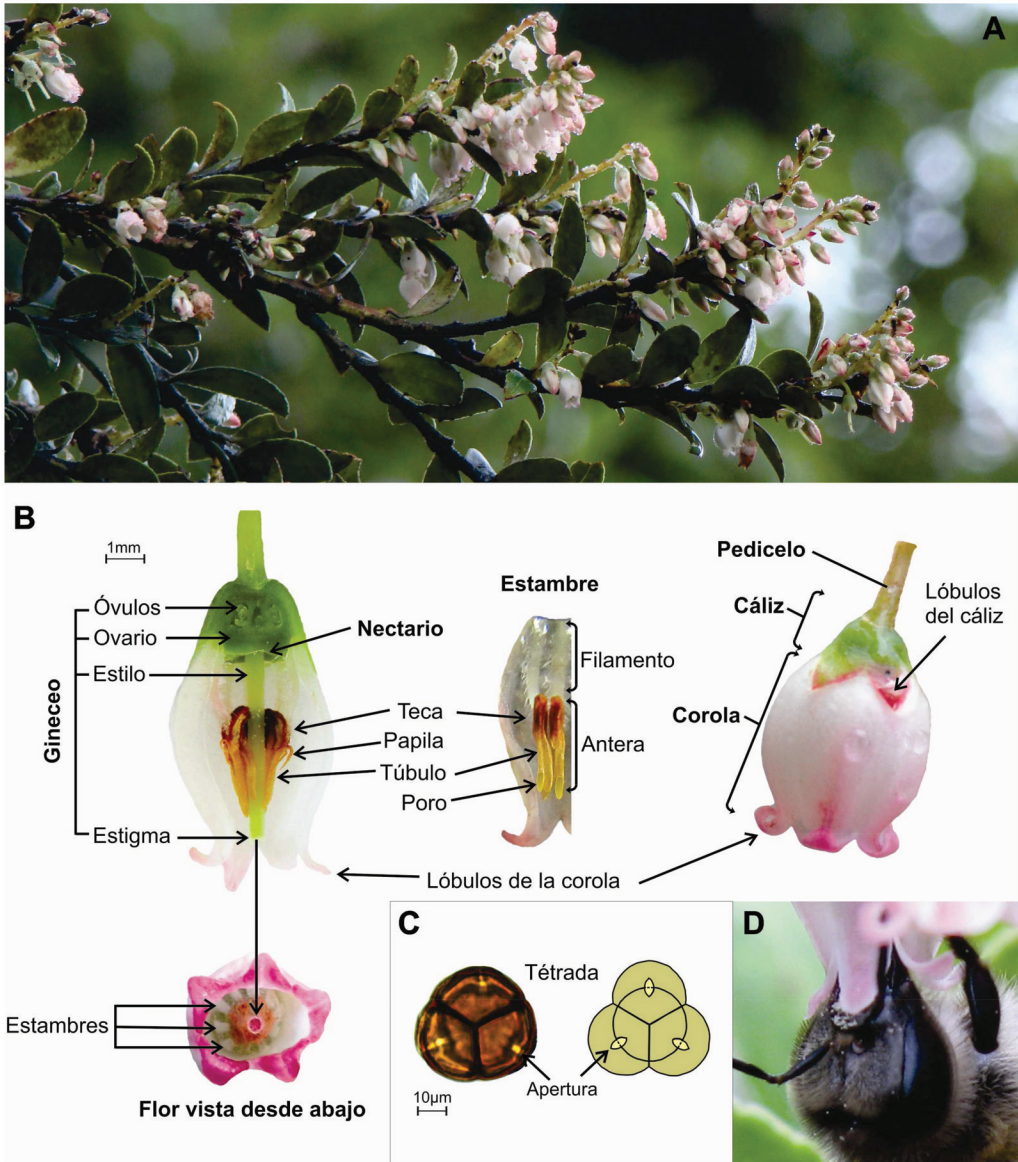 A
B
1mm
Óvulos
Ovario
Estilo
Gineceo
Estigma
Nectario
Estambre
Filamento
Teca
Papila
Túbulo
Poro
Antera
Pedicelo
Cáliz
Lóbulos
del cáliz
Corola
Lóbulos de la corola
Estambres
Flor vista desde abajo
C
Tétrada
Apertura
10µm
D